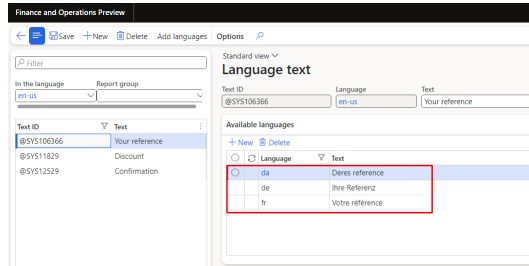 Finance and Operations Preview
Save New Delete Add languages Options
Filter
In the language Report group
en-us
Text ID Text
@SYS106366 Your reference
@SYS11829 Discount
@SYS12529 Confirmation
Standard view
Language text
Text ID Language Text
@SYS106366 en-us Your reference
Available languages
New Delete
Language Text
da Deres reference
de Ihre Referenz
fr Votre référence